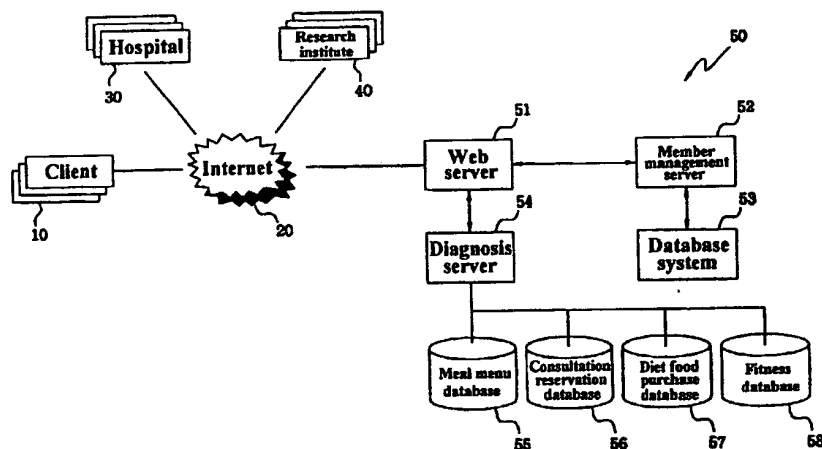 Hospital
30
Research
institute
40
50
Client
10
Internet
20
51
Web
server
52
Member
management
server
54
Diagnosis
server
53
Database
system
Meal menu
database
55
Consultation
reservation
database
56
Diet food
purchase
database
57
Fitness
database
58